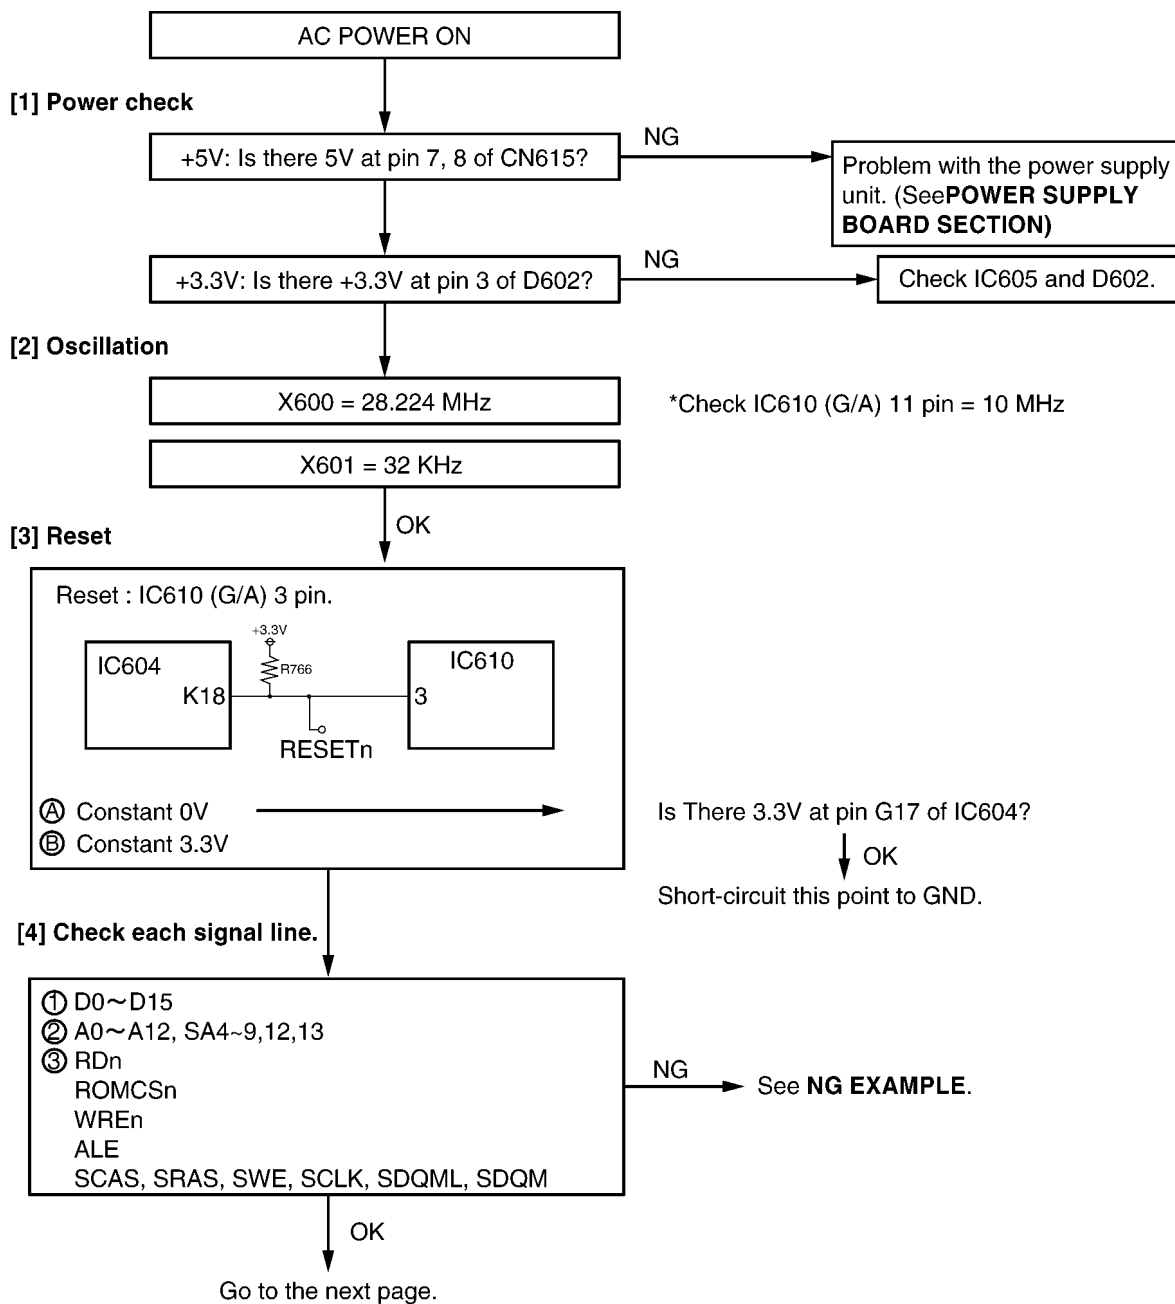 AC POWER ON
[1] Power check
+5V: Is there 5V at pin 7, 8 of CN615?
NG
Problem with the power supply
unit. (SeePOWER SUPPLY
BOARD SECTION)
+3.3V: Is there +3.3V at pin 3 of D602?
NG
Check IC605 and D602.
[2] Oscillation
X600 = 28.224 MHz
*Check IC610 (G/A) 11 pin = 10 MHz
X601 = 32 KHz
OK
[3] Reset
Reset : IC610 (G/A) 3 pin.
+3.3V
IC604
R766
IC610
K18
3
RESETn
Ⓐ Constant 0V
Is There 3.3V at pin G17 of IC604?
Ⓑ Constant 3.3V
OK
Short-circuit this point to GND.
[4] Check each signal line.
① D0~D15
② A0~A12, SA4~9,12,13
③ RDn
ROMCSn
WREn
ALE
SCAS, SRAS, SWE, SCLK, SDQML, SDQM
NG
See NG EXAMPLE.
OK
Go to the next page.